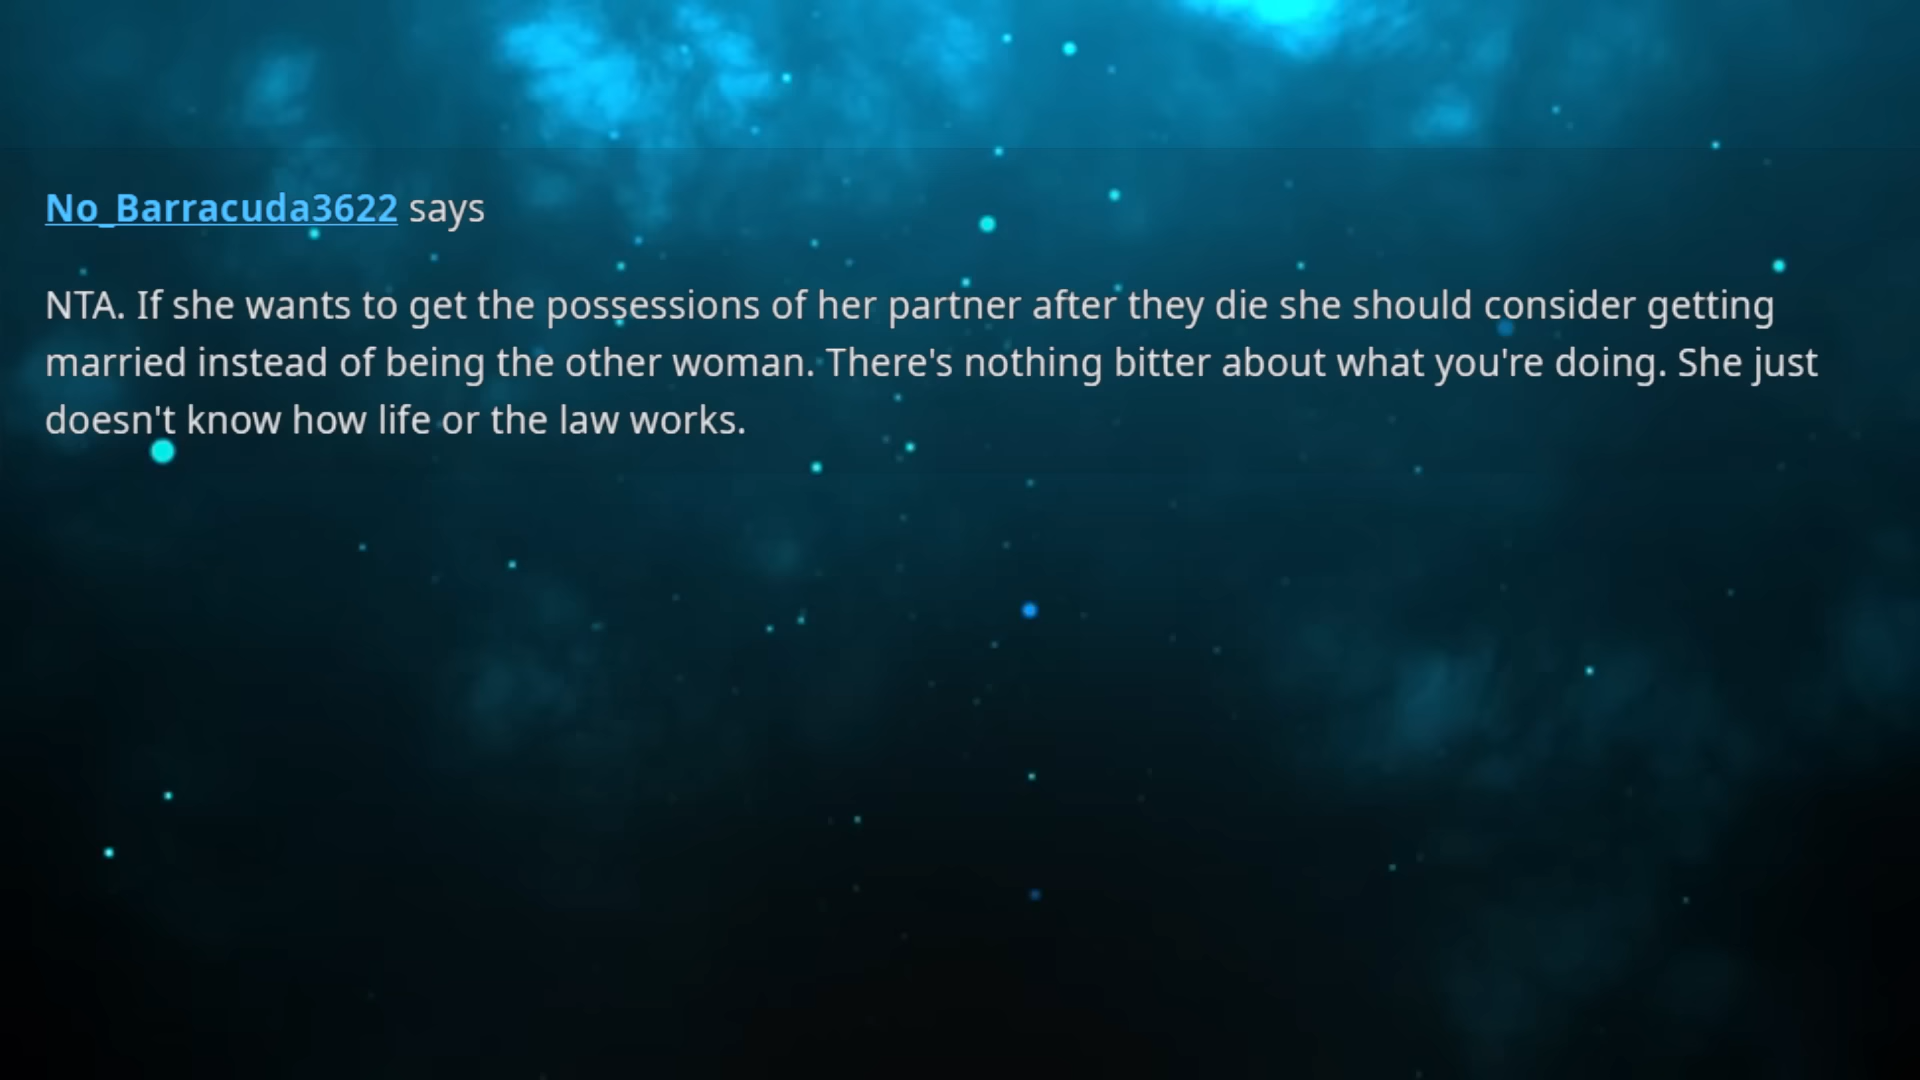 No_Barracuda3622 says
NTA. If she wants to get the possessions of her partner after they die she should consider getting
married instead of being the other woman. There's nothing bitter about what you're doing. She just
doesn't know how life or the law works.